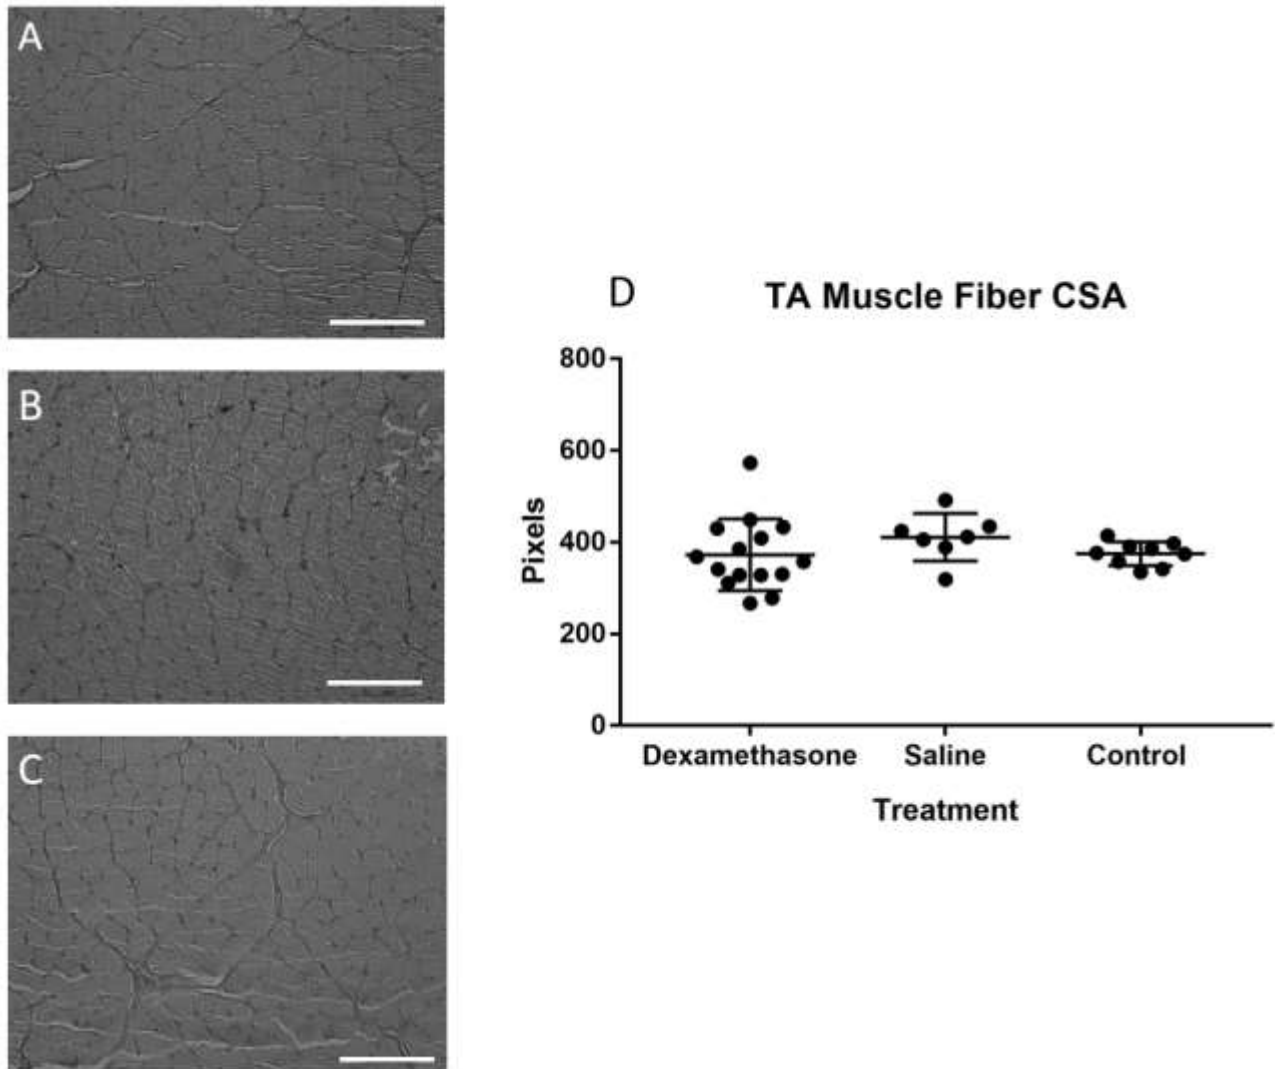 A
B
C
D
TA Muscle Fiber CSA
800
600
400
200
0
Pixels
Dexamethasone Saline Control
Treatment